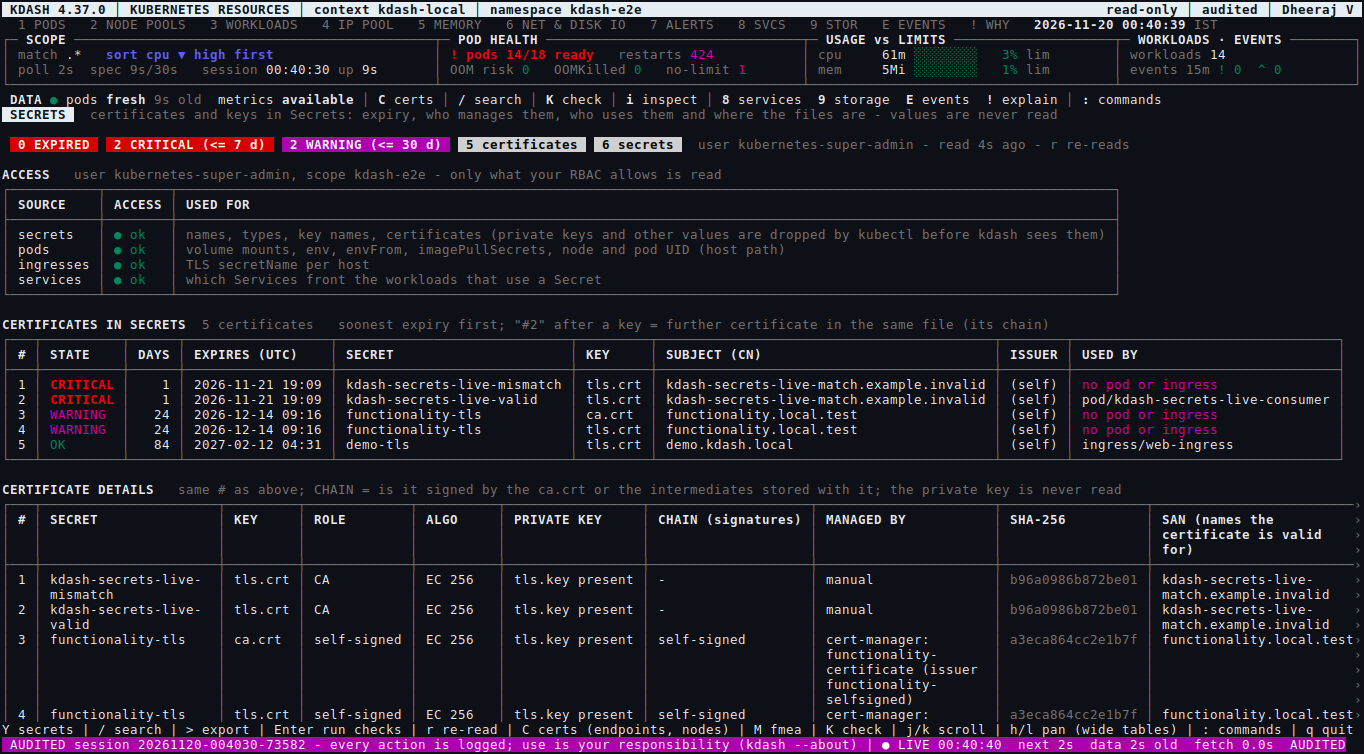 KDASH 4.37.0 │ KUBERNETES RESOURCES │ context kdash-local │ namespace kdash-e2e read-only │ audited │ Dheeraj V
1 PODS 2 NODE POOLS 3 WORKLOADS 4 IP POOL 5 MEMORY 6 NET & DISK IO 7 ALERTS 8 SVCS 9 STOR E EVENTS ! WHY 2026-11-20 00:40:39 IST
SCOPE POD HEALTH USAGE vs LIMITS WORKLOADS · EVENTS
match .* sort cpu ▼ high first ! pods 14/18 ready restarts 424 cpu 61m 3% lim workloads 14
poll 2s spec 9s/30s session 00:40:30 up 9s OOM risk 0 OOMKilled 0 no-limit 1 mem 5Mi 1% lim events 15m ! 0 ^ 0
DATA ● pods fresh 9s old metrics available │ C certs │ / search │ K check │ i inspect │ 8 services 9 storage E events ! explain │ : commands
SECRETS certificates and keys in Secrets: expiry, who manages them, who uses them and where the files are - values are never read
0 EXPIRED 2 CRITICAL (<= 7 d) 2 WARNING (<= 30 d) 5 certificates 6 secrets user kubernetes-super-admin - read 4s ago - r re-reads
ACCESS user kubernetes-super-admin, scope kdash-e2e - only what your RBAC allows is read
SOURCE ACCESS USED FOR
secrets ● ok names, types, key names, certificates (private keys and other values are dropped by kubectl before kdash sees them)
pods ● ok volume mounts, env, envFrom, imagePullSecrets, node and pod UID (host path)
ingresses ● ok TLS secretName per host
services ● ok which Services front the workloads that use a Secret
CERTIFICATES IN SECRETS 5 certificates soonest expiry first; "#2" after a key = further certificate in the same file (its chain)
# STATE DAYS EXPIRES (UTC) SECRET KEY SUBJECT (CN) ISSUER USED BY
1 CRITICAL 1 2026-11-21 19:09 kdash-secrets-live-mismatch tls.crt kdash-secrets-live-match.example.invalid (self) no pod or ingress
2 CRITICAL 1 2026-11-21 19:09 kdash-secrets-live-valid tls.crt kdash-secrets-live-match.example.invalid (self) pod/kdash-secrets-live-consumer
3 WARNING 24 2026-12-14 09:16 functionality-tls ca.crt functionality.local.test (self) no pod or ingress
4 WARNING 24 2026-12-14 09:16 functionality-tls tls.crt functionality.local.test (self) no pod or ingress
5 OK 84 2027-02-12 04:31 demo-tls tls.crt demo.kdash.local (self) ingress/web-ingress
CERTIFICATE DETAILS same # as above; CHAIN = is it signed by the ca.crt or the intermediates stored with it; the private key is never read
# SECRET KEY ROLE ALGO PRIVATE KEY CHAIN (signatures) MANAGED BY SHA-256 SAN (names the
certificate is valid
for)
1 kdash-secrets-live- tls.crt CA EC 256 tls.key present - manual b96a0986b872be01 kdash-secrets-live-
mismatch match.example.invalid
2 kdash-secrets-live- tls.crt CA EC 256 tls.key present - manual b96a0986b872be01 kdash-secrets-live-
valid match.example.invalid
3 functionality-tls ca.crt self-signed EC 256 tls.key present self-signed cert-manager: a3eca864cc2e1b7f functionality.local.test
functionality-
certificate (issuer
functionality-
selfsigned)
4 functionality-tls tls.crt self-signed EC 256 tls.key present self-signed cert-manager: a3eca864cc2e1b7f functionality.local.test
Y secrets | / search | > export | Enter run checks | r re-read | C certs (endpoints, nodes) | M fmea | K check | j/k scroll | h/l pan (wide tables) | : commands | q quit
AUDITED session 20261120-004030-73582 - every action is logged; use is your responsibility (kdash --about) | ● LIVE 00:40:40 next 2s data 2s old fetch 0.0s AUDITED